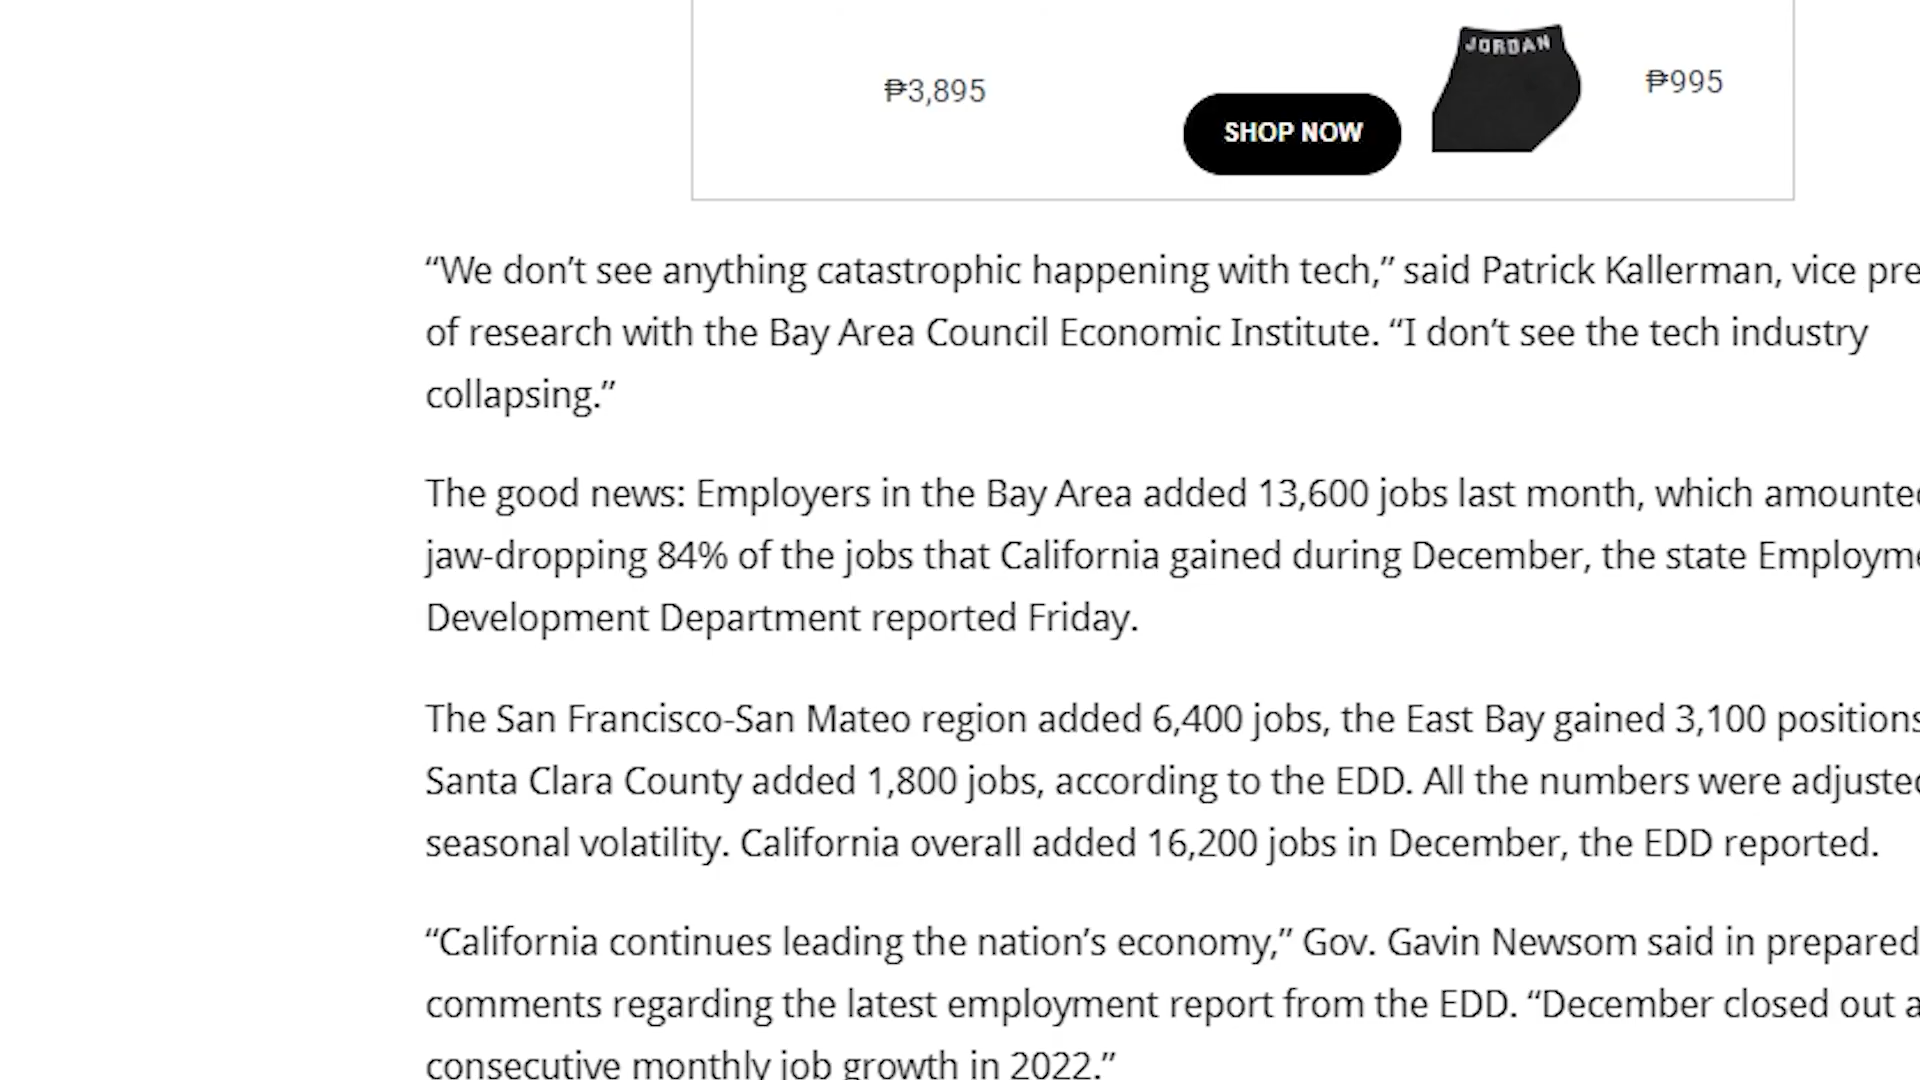 ₱3,895
SHOP NOW
JORDAN
₱995
“We don’t see anything catastrophic happening with tech,” said Patrick Kallerman, vice pre
of research with the Bay Area Council Economic Institute. “I don’t see the tech industry
collapsing.”
The good news: Employers in the Bay Area added 13,600 jobs last month, which amounted
jaw-dropping 84% of the jobs that California gained during December, the state Employme
Development Department reported Friday.
The San Francisco-San Mateo region added 6,400 jobs, the East Bay gained 3,100 positions
Santa Clara County added 1,800 jobs, according to the EDD. All the numbers were adjusted
seasonal volatility. California overall added 16,200 jobs in December, the EDD reported.
“California continues leading the nation’s economy,” Gov. Gavin Newsom said in prepared
comments regarding the latest employment report from the EDD. “December closed out a
consecutive monthly job growth in 2022.”